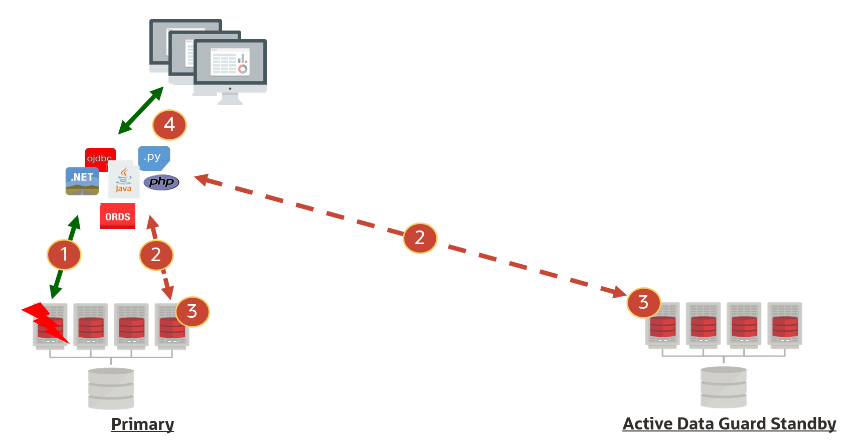 4
ojdbc
.py
.NET
Java
php
ORDS
1
2
2
3
3
Primary
Active Data Guard Standby